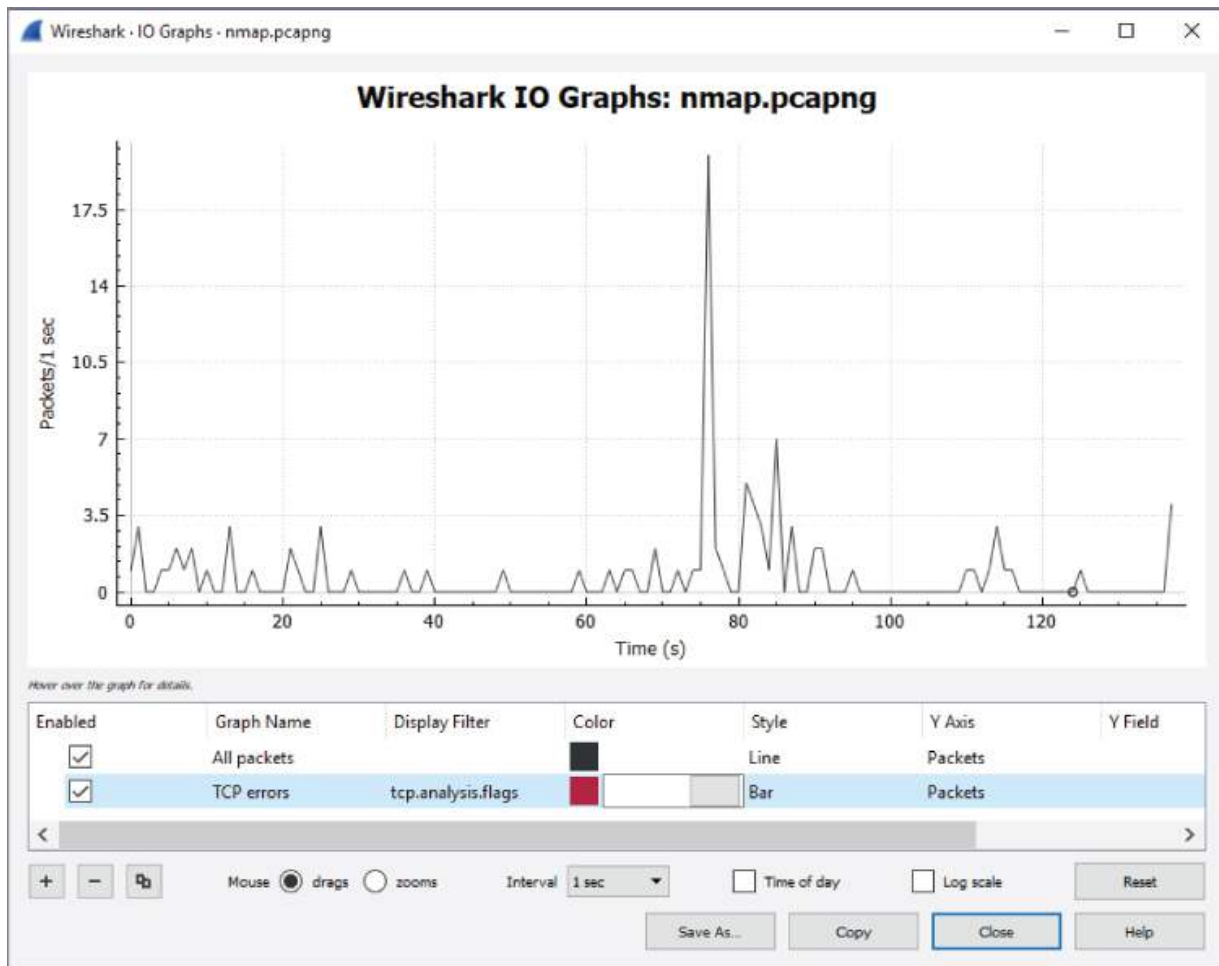 Wireshark · IO Graphs · nmap.pcapng
Wireshark IO Graphs: nmap.pcapng
Packets/1 sec
17.5
14
10.5
7
3.5
0
0 20 40 60 80 100 120
Time (s)
Hover over the graph for details.
Enabled Graph Name Display Filter Color Style Y Axis Y Field
All packets Line Packets
TCP errors tcp.analysis.flags Bar Packets
Mouse drags zooms Interval 1 sec Time of day Log scale Reset
Save As... Copy Close Help